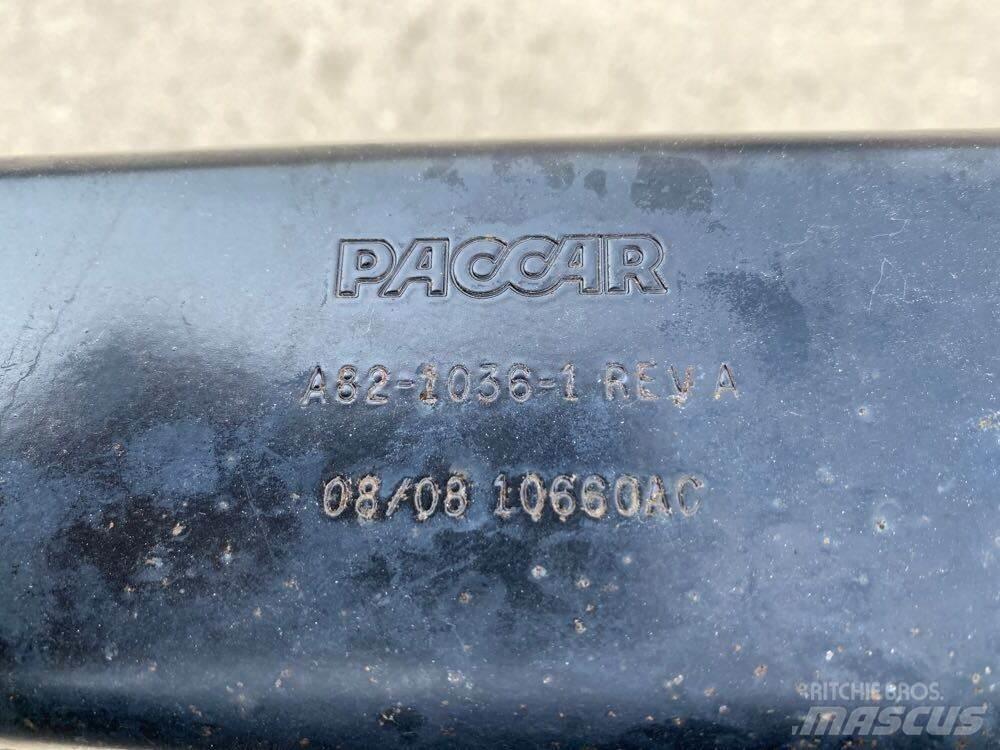 PACCAR
A82-1036-1 REV A
08/08 10660AC
RITCHIE BROS.
MASCUS